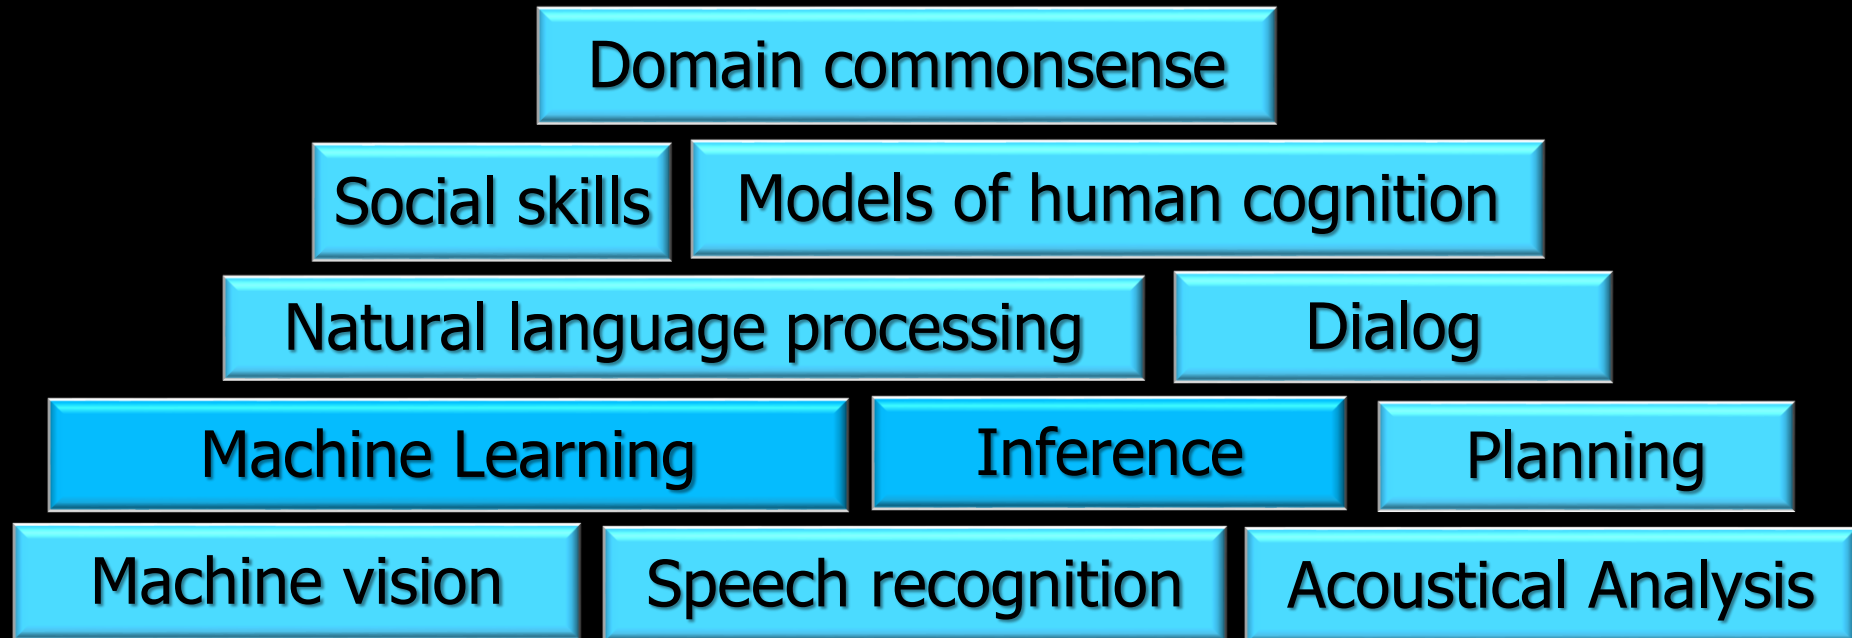 Domain commonsense
Social skills
Models of human cognition
Natural language processing
Dialog
Machine Learning
Inference
Planning
Machine vision
Speech recognition
Acoustical Analysis